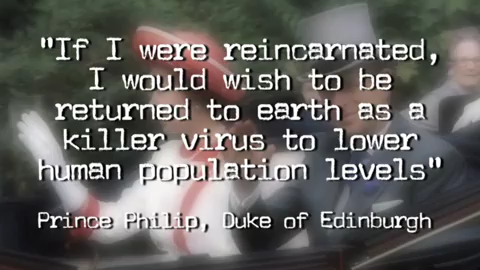 "If I were reincarnated,
I would wish to be
returned to earth as a
killer virus to lower
human population levels"
Prince Philip, Duke of Edinburgh